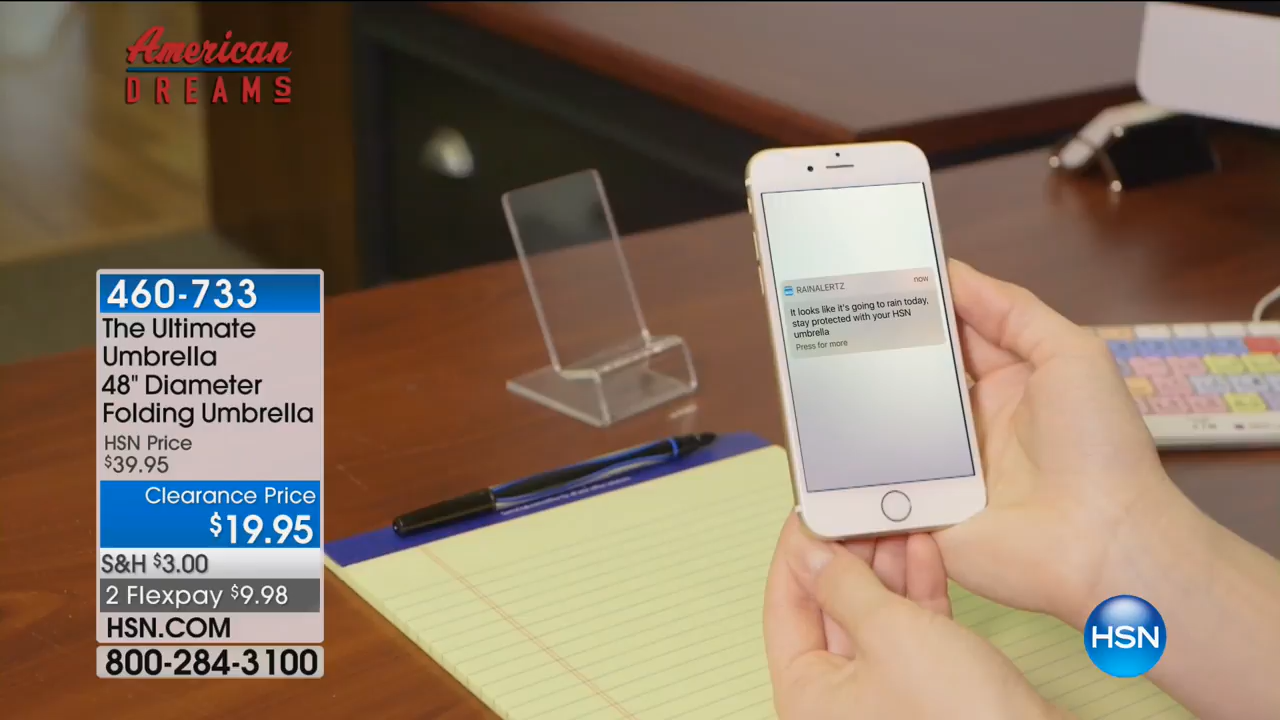 American
DREAMS
460-733
The Ultimate
Umbrella
48" Diameter
Folding Umbrella
HSN Price
$39.95
Clearance Price
$19.95
S&H $3.00
2 Flexpay $9.98
HSN.COM
800-284-3100
RAINALERTZ now
It looks like it's going to rain today,
stay protected with your HSN
umbrella
Press for more
HSN